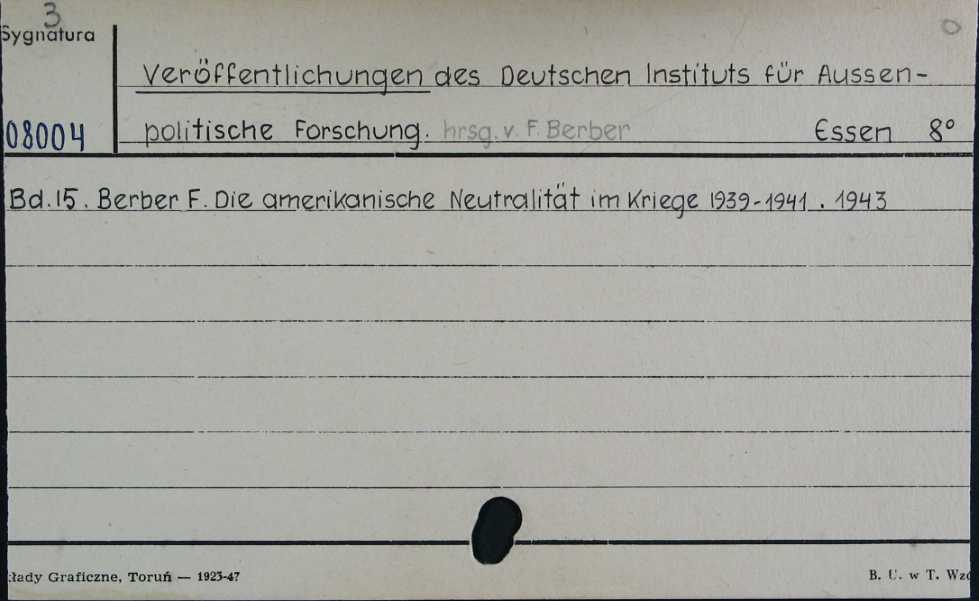 3
Sygnatura
08004
Veröffentlichungen des Deutschen Instituts für Aussen-
politische Forschung. hrsg. v. F. Berber Essen 8°
Bd. 15. Berber F. Die amerikanische Neutralität im Kriege 1939-1941. 1943
łady Graficzne, Toruń — 1923-47
B. U. w T. Wzó